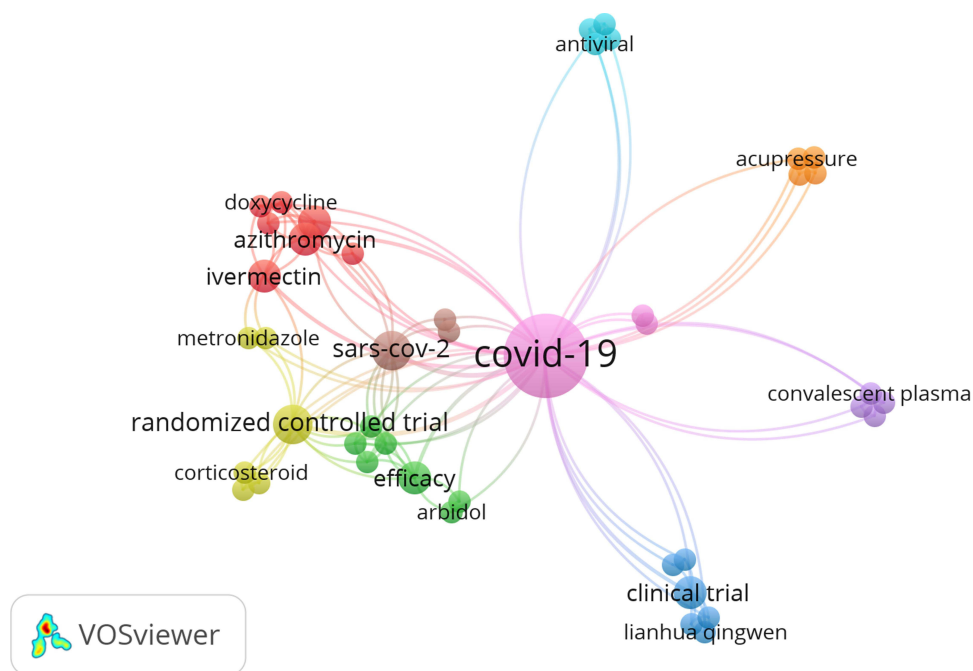 antiviral
acupressure
doxycycline
azithromycin
ivermectin
metronidazole
sars-cov-2
covid-19
convalescent plasma
randomized controlled trial
corticosteroid
efficacy
arbidol
clinical trial
lianhua qingwen
VOSviewer